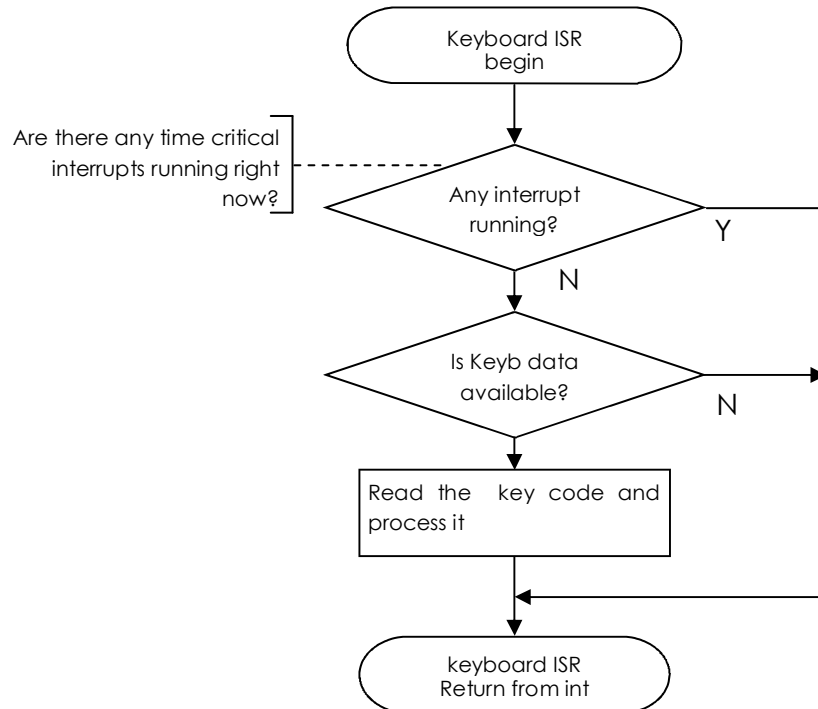 Keyboard ISR
begin
Are there any time critical
interrupts running right
now?
Any interrupt
running?
Y
N
Is Keyb data
available?
N
Read the key code and
process it
keyboard ISR
Return from int